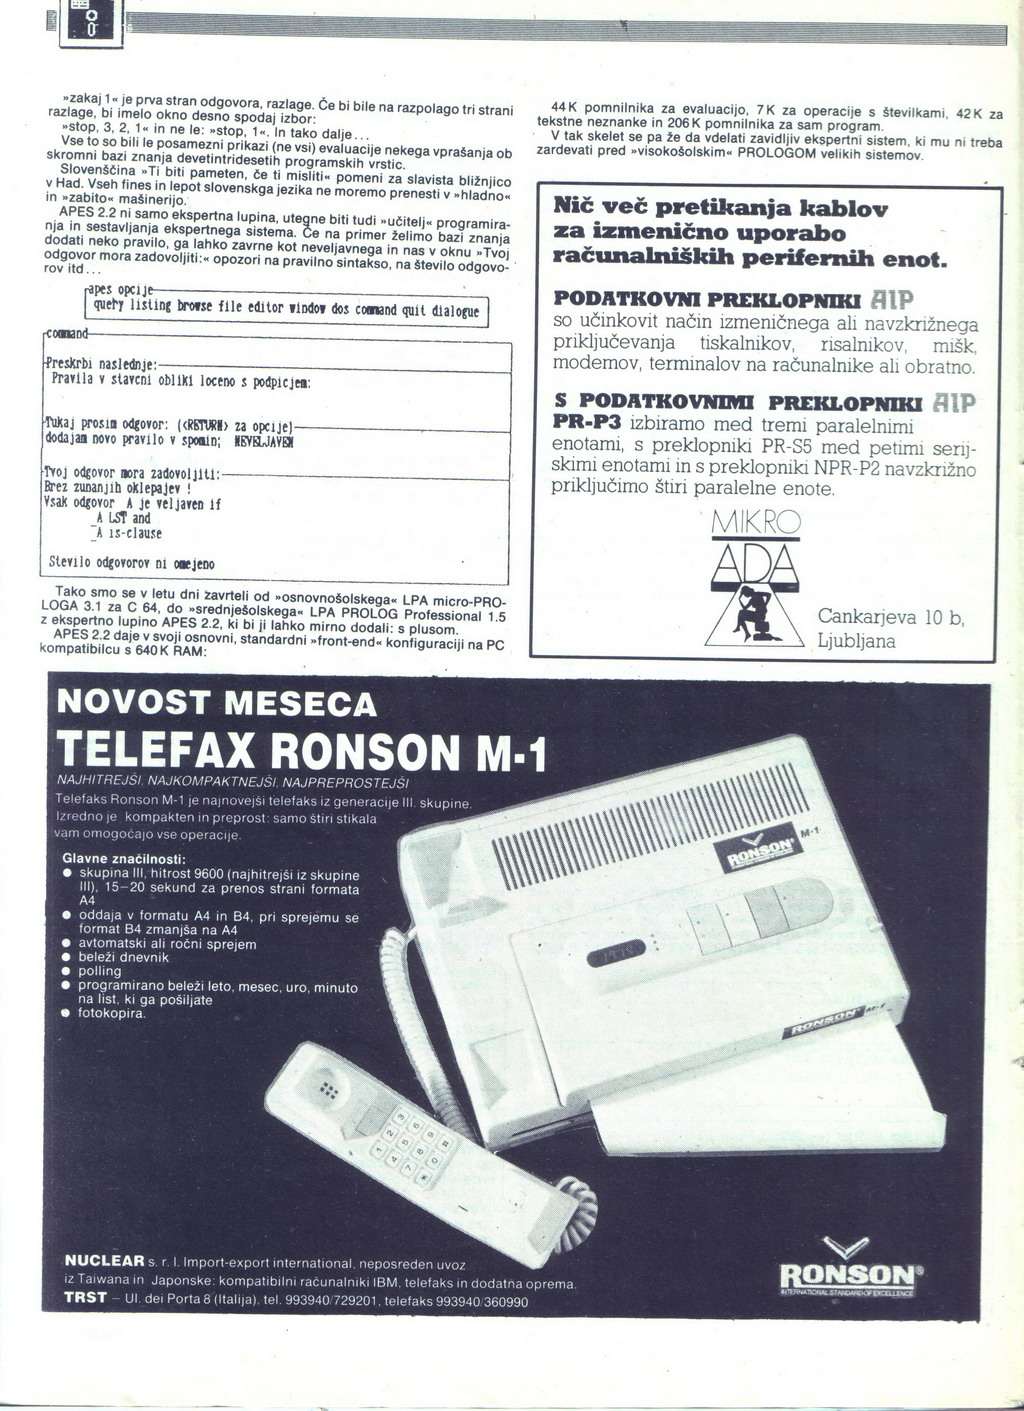 »zakaj 1« je prva stran odgovora, razlage. Če bi bile na razpolago tri strani
razlage, bi imelo okno desno spodaj izbor:
»stop, 3, 2, 1« in ne le: »stop, 1«. In tako dalje...
Vse to so bili le posamezni prikazi (ne vsi) evaluacije nekega vprašanja ob
skromni bazi znanja devetintridesetih programskih vrstic.
Slovenščina »Ti biti pameten, če ti misliti« pomeni za slavista bližnjico
v Had. Vseh fines in lepot slovenskga jezika ne moremo prenesti v »hladno«
in »zabito« mašinerijo.
APES 2.2 ni samo ekspertna lupina, utegne biti tudi »učitelj« programira-
nja in sestavljanja ekspertnega sistema. Če na primer želimo bazi znanja
dodati neko pravilo, ga lahko zavrne kot neveljavnega in nas v oknu »Tvoj
odgovor mora zadovoljiti:« opozori na pravilno sintakso, na število odgovo-
rov itd...
apes opcije
query listing browse file editor window dos command quit dialogue
command
Preskrbi naslednje:
Pravila v stavcni obliki loceno s podpicjem:
Tukaj prosim odgovor: (<RETURN> za opcije)
dodajam novo pravilo v spomin; NEVELJAVEN
Tvoj odgovor mora zadovoljiti:
Brez zunanjih oklepajev !
Vsak odgovor _A je veljaven if
_A LST and
_A is-clause
Stevilo odgovorov ni omejeno
Tako smo se v letu dni zavrteli od »osnovnošolskega« LPA micro-PRO-
LOGA 3.1 za C 64, do »srednješolskega« LPA PROLOG Professional 1.5
z ekspertno lupino APES 2.2, ki bi ji lahko mirno dodali: s plusom.
APES 2.2 daje v svoji osnovni, standardni »front-end« konfiguraciji na PC
kompatibilcu s 640 K RAM:
44 K pomnilnika za evaluacijo, 7 K za operacije s številkami, 42 K za
tekstne neznanke in 206 K pomnilnika za sam program.
V tak skelet se pa že da vdelati zavidljiv ekspertni sistem, ki mu ni treba
zardevati pred »visokošolskim« PROLOGOM velikih sistemov.
Nič več pretikanja kablov
za izmenično uporabo
računalniških perifernih enot.
PODATKOVNI PREKLOPNIKI AIP
so učinkovit način izmeničnega ali navzkrižnega
priključevanja tiskalnikov, risalnikov, mišk,
modemov, terminalov na računalnike ali obratno.
S PODATKOVNIMI PREKLOPNIKI AIP
PR-P3 izbiramo med tremi paralelnimi
enotami, s preklopniki PR-S5 med petimi serij-
skimi enotami in s preklopniki NPR-P2 navzkrižno
priključimo štiri paralelne enote.
MIKRO
ADA
Cankarjeva 10 b,
Ljubljana
NOVOST MESECA
TELEFAX RONSON M-1
NAJHITREJŠI, NAJKOMPAKTNEJŠI, NAJPREPROSTEJŠI
Telefaks Ronson M-1 je najnovejši telefaks iz generacije III. skupine.
Izredno je kompakten in preprost: samo štiri stikala
vam omogočajo vse operacije.
Glavne značilnosti:
● skupina III, hitrost 9600 (najhitrejši iz skupine
III), 15–20 sekund za prenos strani formata
A4
● oddaja v formatu A4 in B4, pri sprejemu se
format B4 zmanjša na A4
● avtomatski ali ročni sprejem
● beleži dnevnik
● polling
● programirano beleži leto, mesec, uro, minuto
na list, ki ga pošiljate
● fotokopira.
RONSON M-1
RONSON M-1
NUCLEAR s. r. l. Import-export international, neposreden uvoz
iz Taiwana in Japonske: kompatibilni računalniki IBM, telefaks in dodatna oprema.
TRST – Ul. dei Porta 8 (Italija), tel. 993940/729201, telefaks 993940/360990
RONSON®
INTERNATIONAL STANDARD OF EXCELLENCE